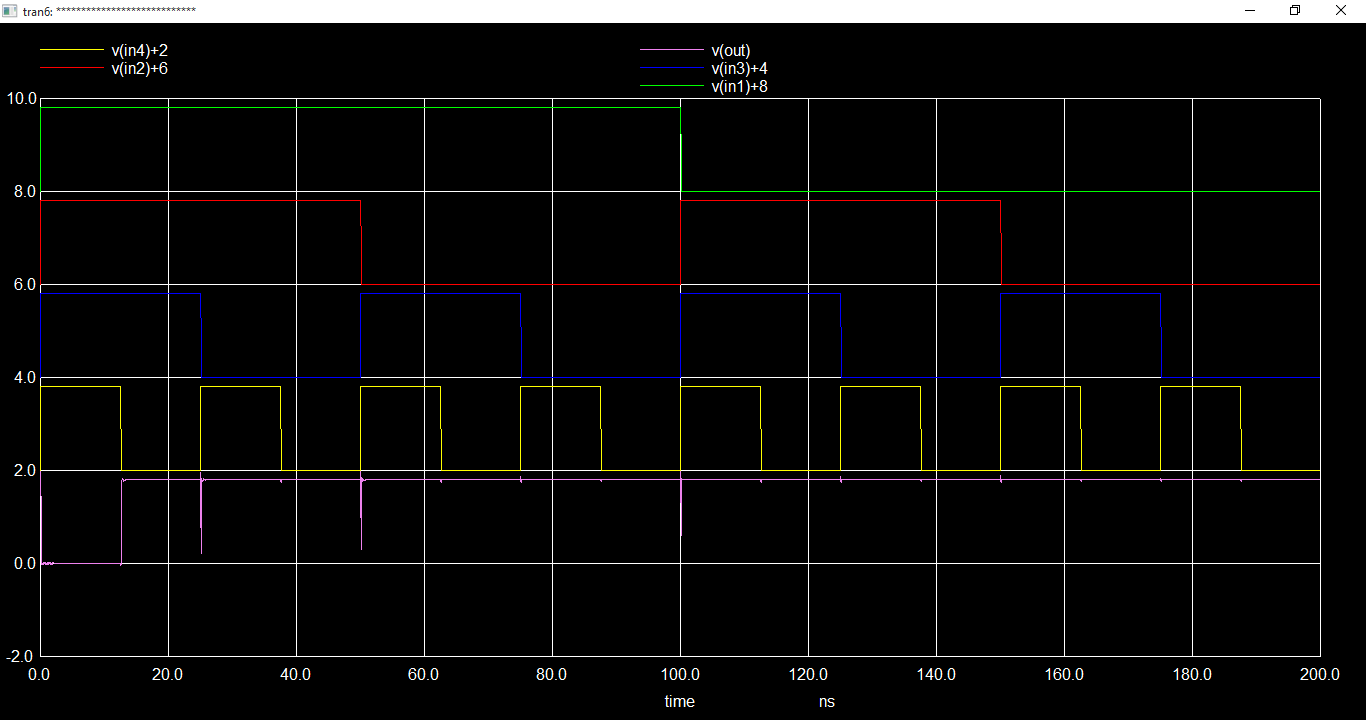 tran6: ****************************
v(in4)+2 v(out)
v(in2)+6 v(in3)+4
v(in1)+8
10.0
8.0
6.0
4.0
2.0
0.0
-2.0
0.0 20.0 40.0 60.0 80.0 100.0 120.0 140.0 160.0 180.0 200.0
time ns